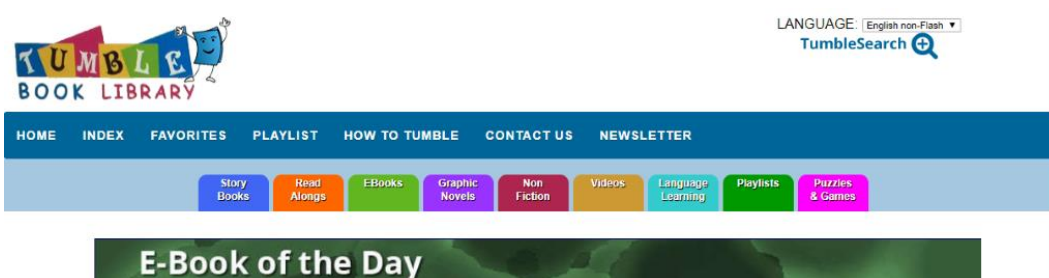 LANGUAGE: English non-Flash
TumbleSearch
TUMBLE
BOOK LIBRARY
HOME INDEX FAVORITES PLAYLIST HOW TO TUMBLE CONTACT US NEWSLETTER
Story Books
Read Alongs
EBooks
Graphic Novels
Non Fiction
Videos
Language Learning
Playlists
Puzzles & Games
E-Book of the Day